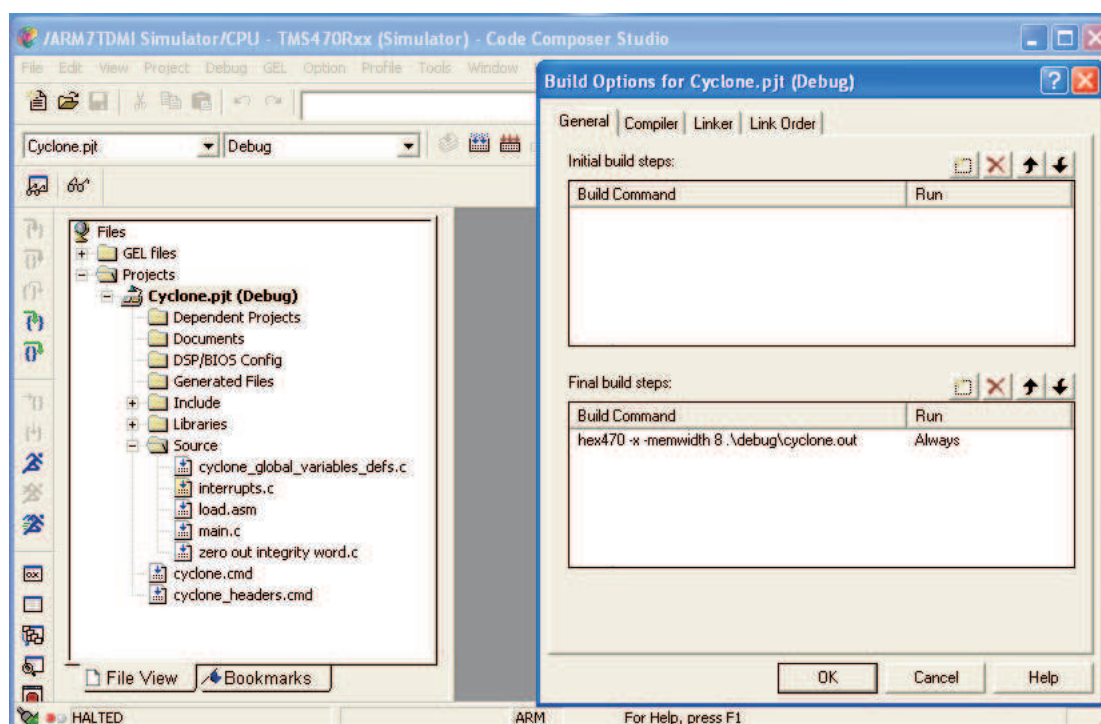 /ARM7TDMI Simulator/CPU - TMS470Rxx (Simulator) - Code Composer Studio
File Edit View Project Debug GEL Option Profile Tools Window
Cyclone.pjt
Debug
Files
GEL files
Projects
Cyclone.pjt (Debug)
Dependent Projects
Documents
DSP/BIOS Config
Generated Files
Include
Libraries
Source
cyclone_global_variables_defs.c
interrupts.c
load.asm
main.c
zero out integrity word.c
cyclone.cmd
cyclone_headers.cmd
File View
Bookmarks
HALTED
ARM
For Help, press F1
Build Options for Cyclone.pjt (Debug)
General Compiler Linker Link Order
Initial build steps:
Build Command Run
Final build steps:
Build Command Run
hex470 -x -memwidth 8 .\debug\cyclone.out Always
OK Cancel Help